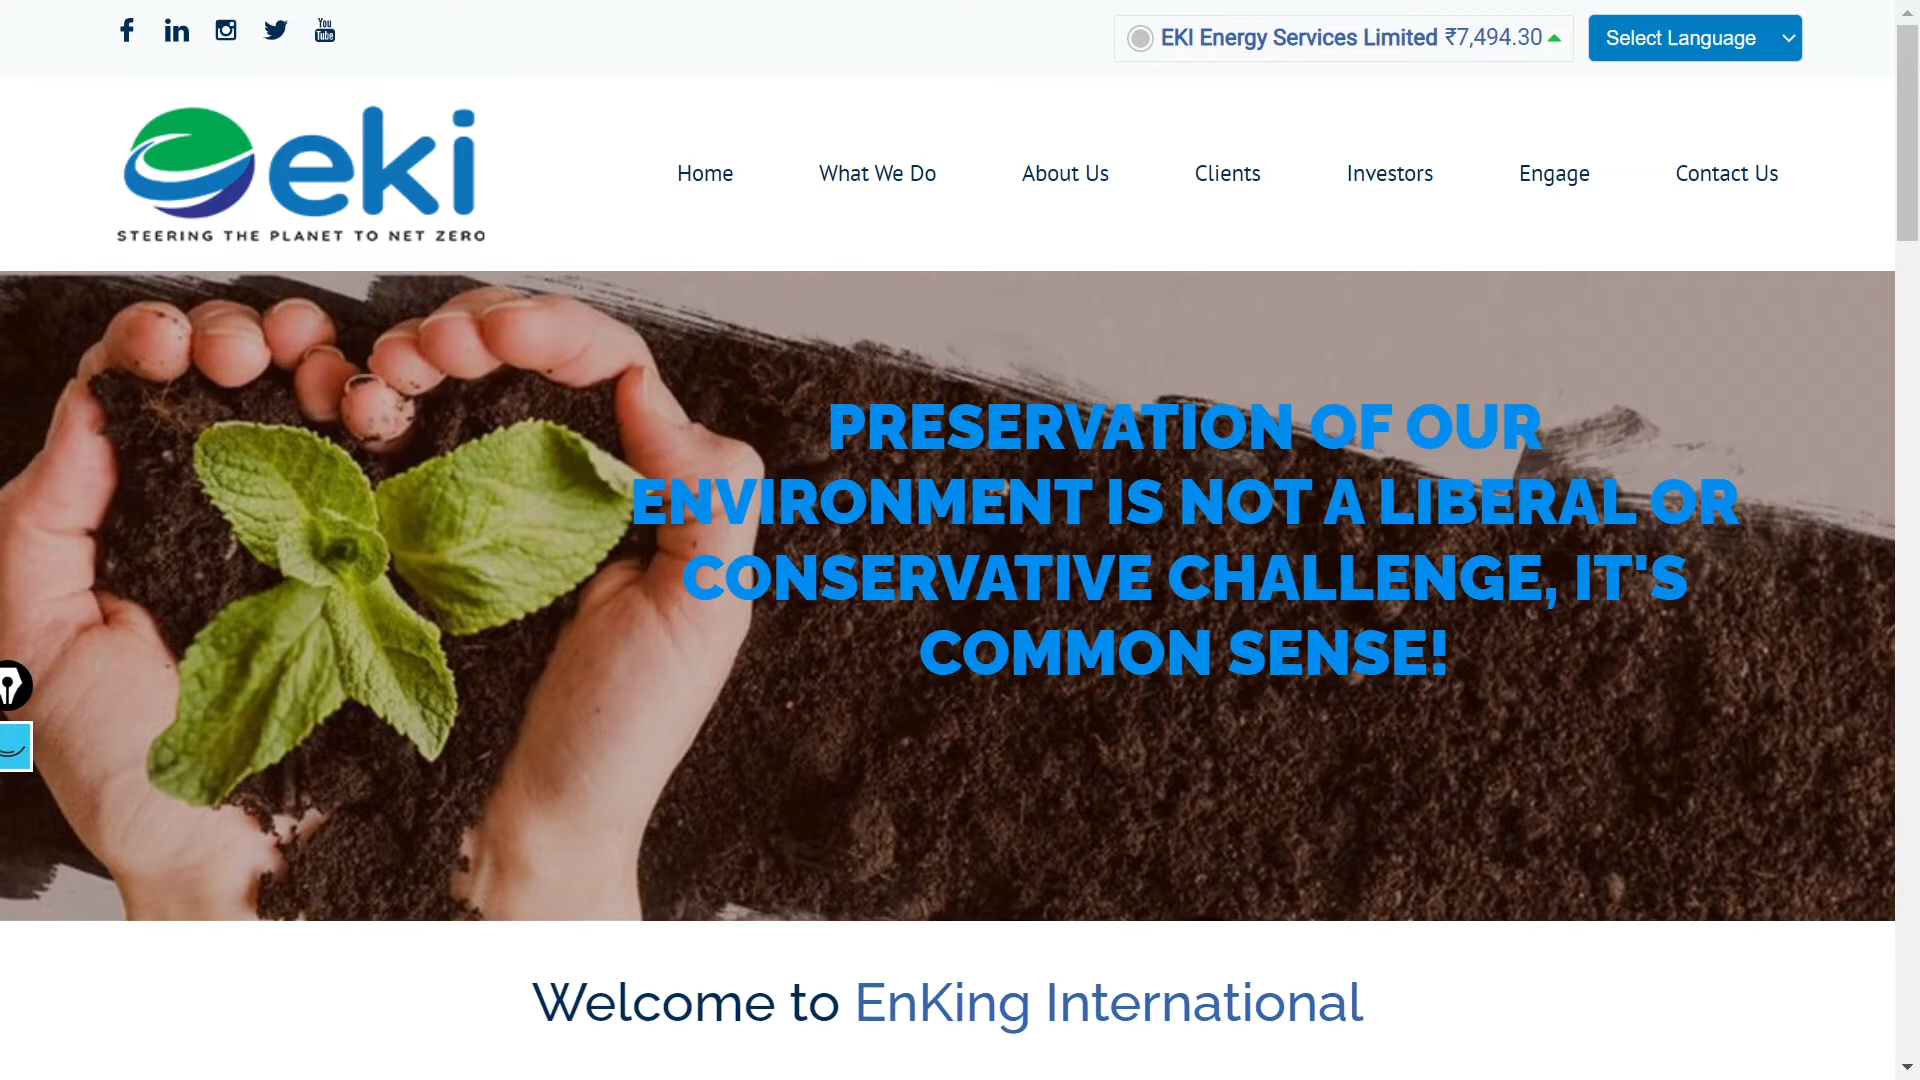 You
Tube
EKI Energy Services Limited ₹7,494.30
Select Language
eki
STEERING THE PLANET TO NET ZERO
Home
What We Do
About Us
Clients
Investors
Engage
Contact Us
PRESERVATION OF OUR
ENVIRONMENT IS NOT A LIBERAL OR
CONSERVATIVE CHALLENGE, IT'S
COMMON SENSE!
Welcome to EnKing International